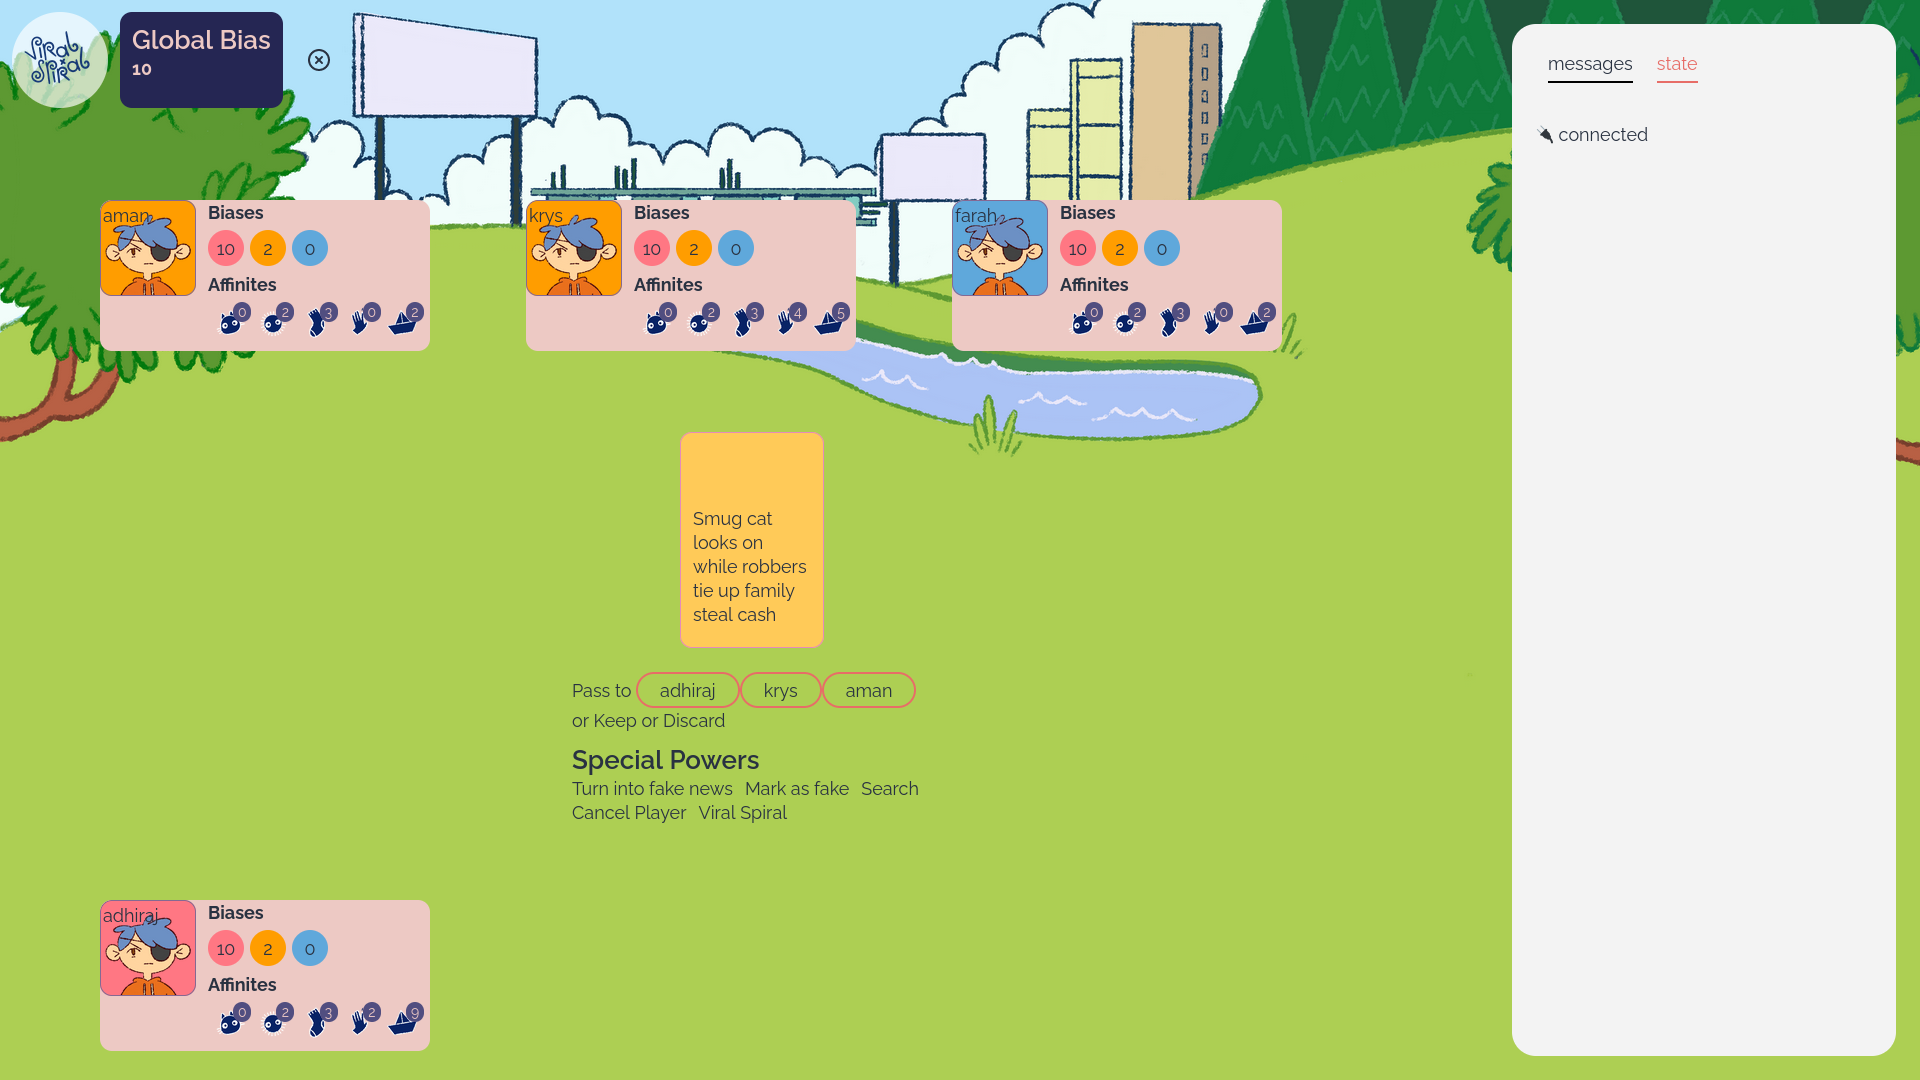 Viral
Spiral
Global Bias
10
messages state
connected
aman
Biases
10 2 0
Affinites
0 2 3 0 2
krys
Biases
10 2 0
Affinites
0 2 3 4 5
farah
Biases
10 2 0
Affinites
0 2 3 0 2
Smug cat
looks on
while robbers
tie up family
steal cash
Pass to adhiraj krys aman
or Keep or Discard
Special Powers
Turn into fake news Mark as fake Search
Cancel Player Viral Spiral
adhiraj
Biases
10 2 0
Affinites
0 2 3 2 9